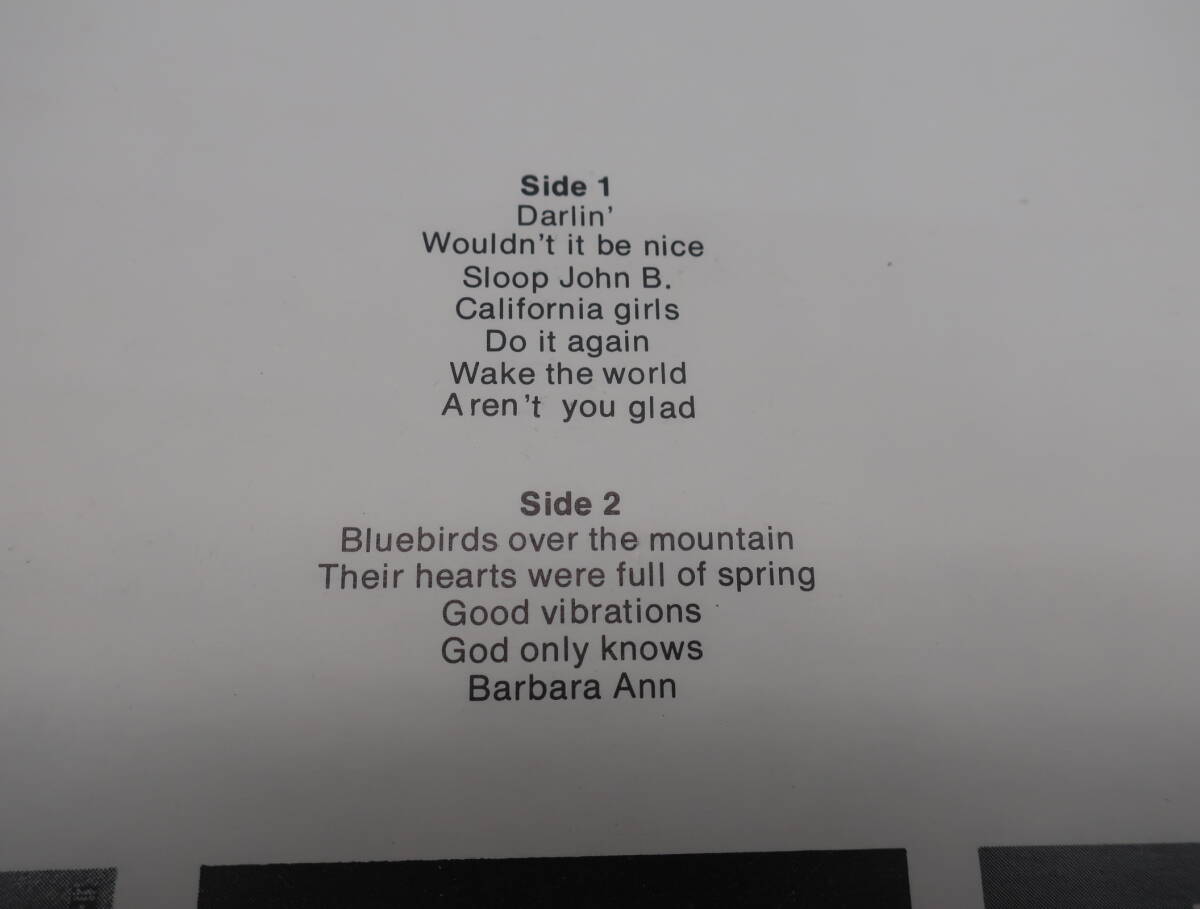 Side 1
Darlin'
Wouldn't it be nice
Sloop John B.
California girls
Do it again
Wake the world
Aren't you glad
Side 2
Bluebirds over the mountain
Their hearts were full of spring
Good vibrations
God only knows
Barbara Ann